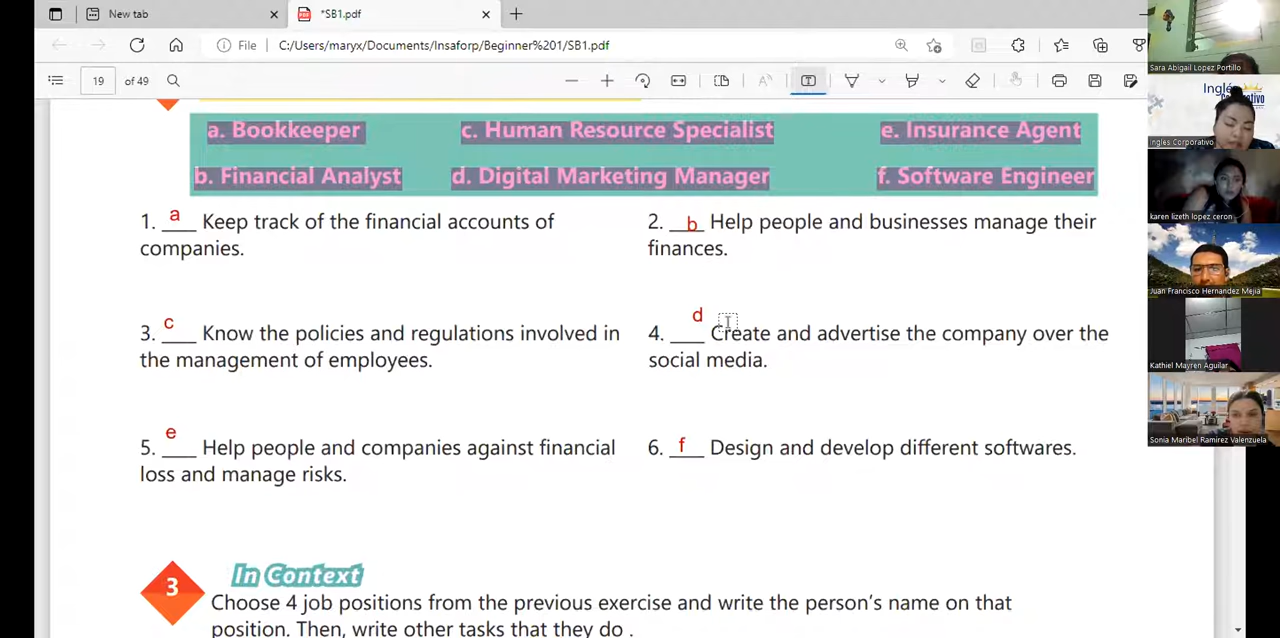 New tab
*SB1.pdf
File
C:/Users/maryx/Documents/Insaforp/Beginner%201/SB1.pdf
19 of 49
a. Bookkeeper c. Human Resource Specialist e. Insurance Agent
b. Financial Analyst d. Digital Marketing Manager f. Software Engineer
1. a Keep track of the financial accounts of
companies.
2. b Help people and businesses manage their
finances.
3. c Know the policies and regulations involved in
the management of employees.
4. d Create and advertise the company over the
social media.
5. e Help people and companies against financial
loss and manage risks.
6. f Design and develop different softwares.
3
In Context
Choose 4 job positions from the previous exercise and write the person's name on that
position. Then, write other tasks that they do .
Sara Abigail Lopez Portillo
Inglés
Corporativo
Ingles Corporativo
karen lizeth lopez ceron
Juan Francisco Hernandez Mejia
Kathiel Mayren Aguilar
Sonia Maribel Ramirez Valenzuela